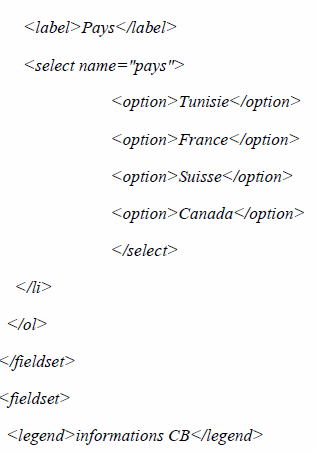 <label>Pays</label>
<select name="pays">
<option>Tunisie</option>
<option>France</option>
<option>Suisse</option>
<option>Canada</option>
</select>
</li>
</ol>
</fieldset>
<fieldset>
<legend>informations CB</legend>